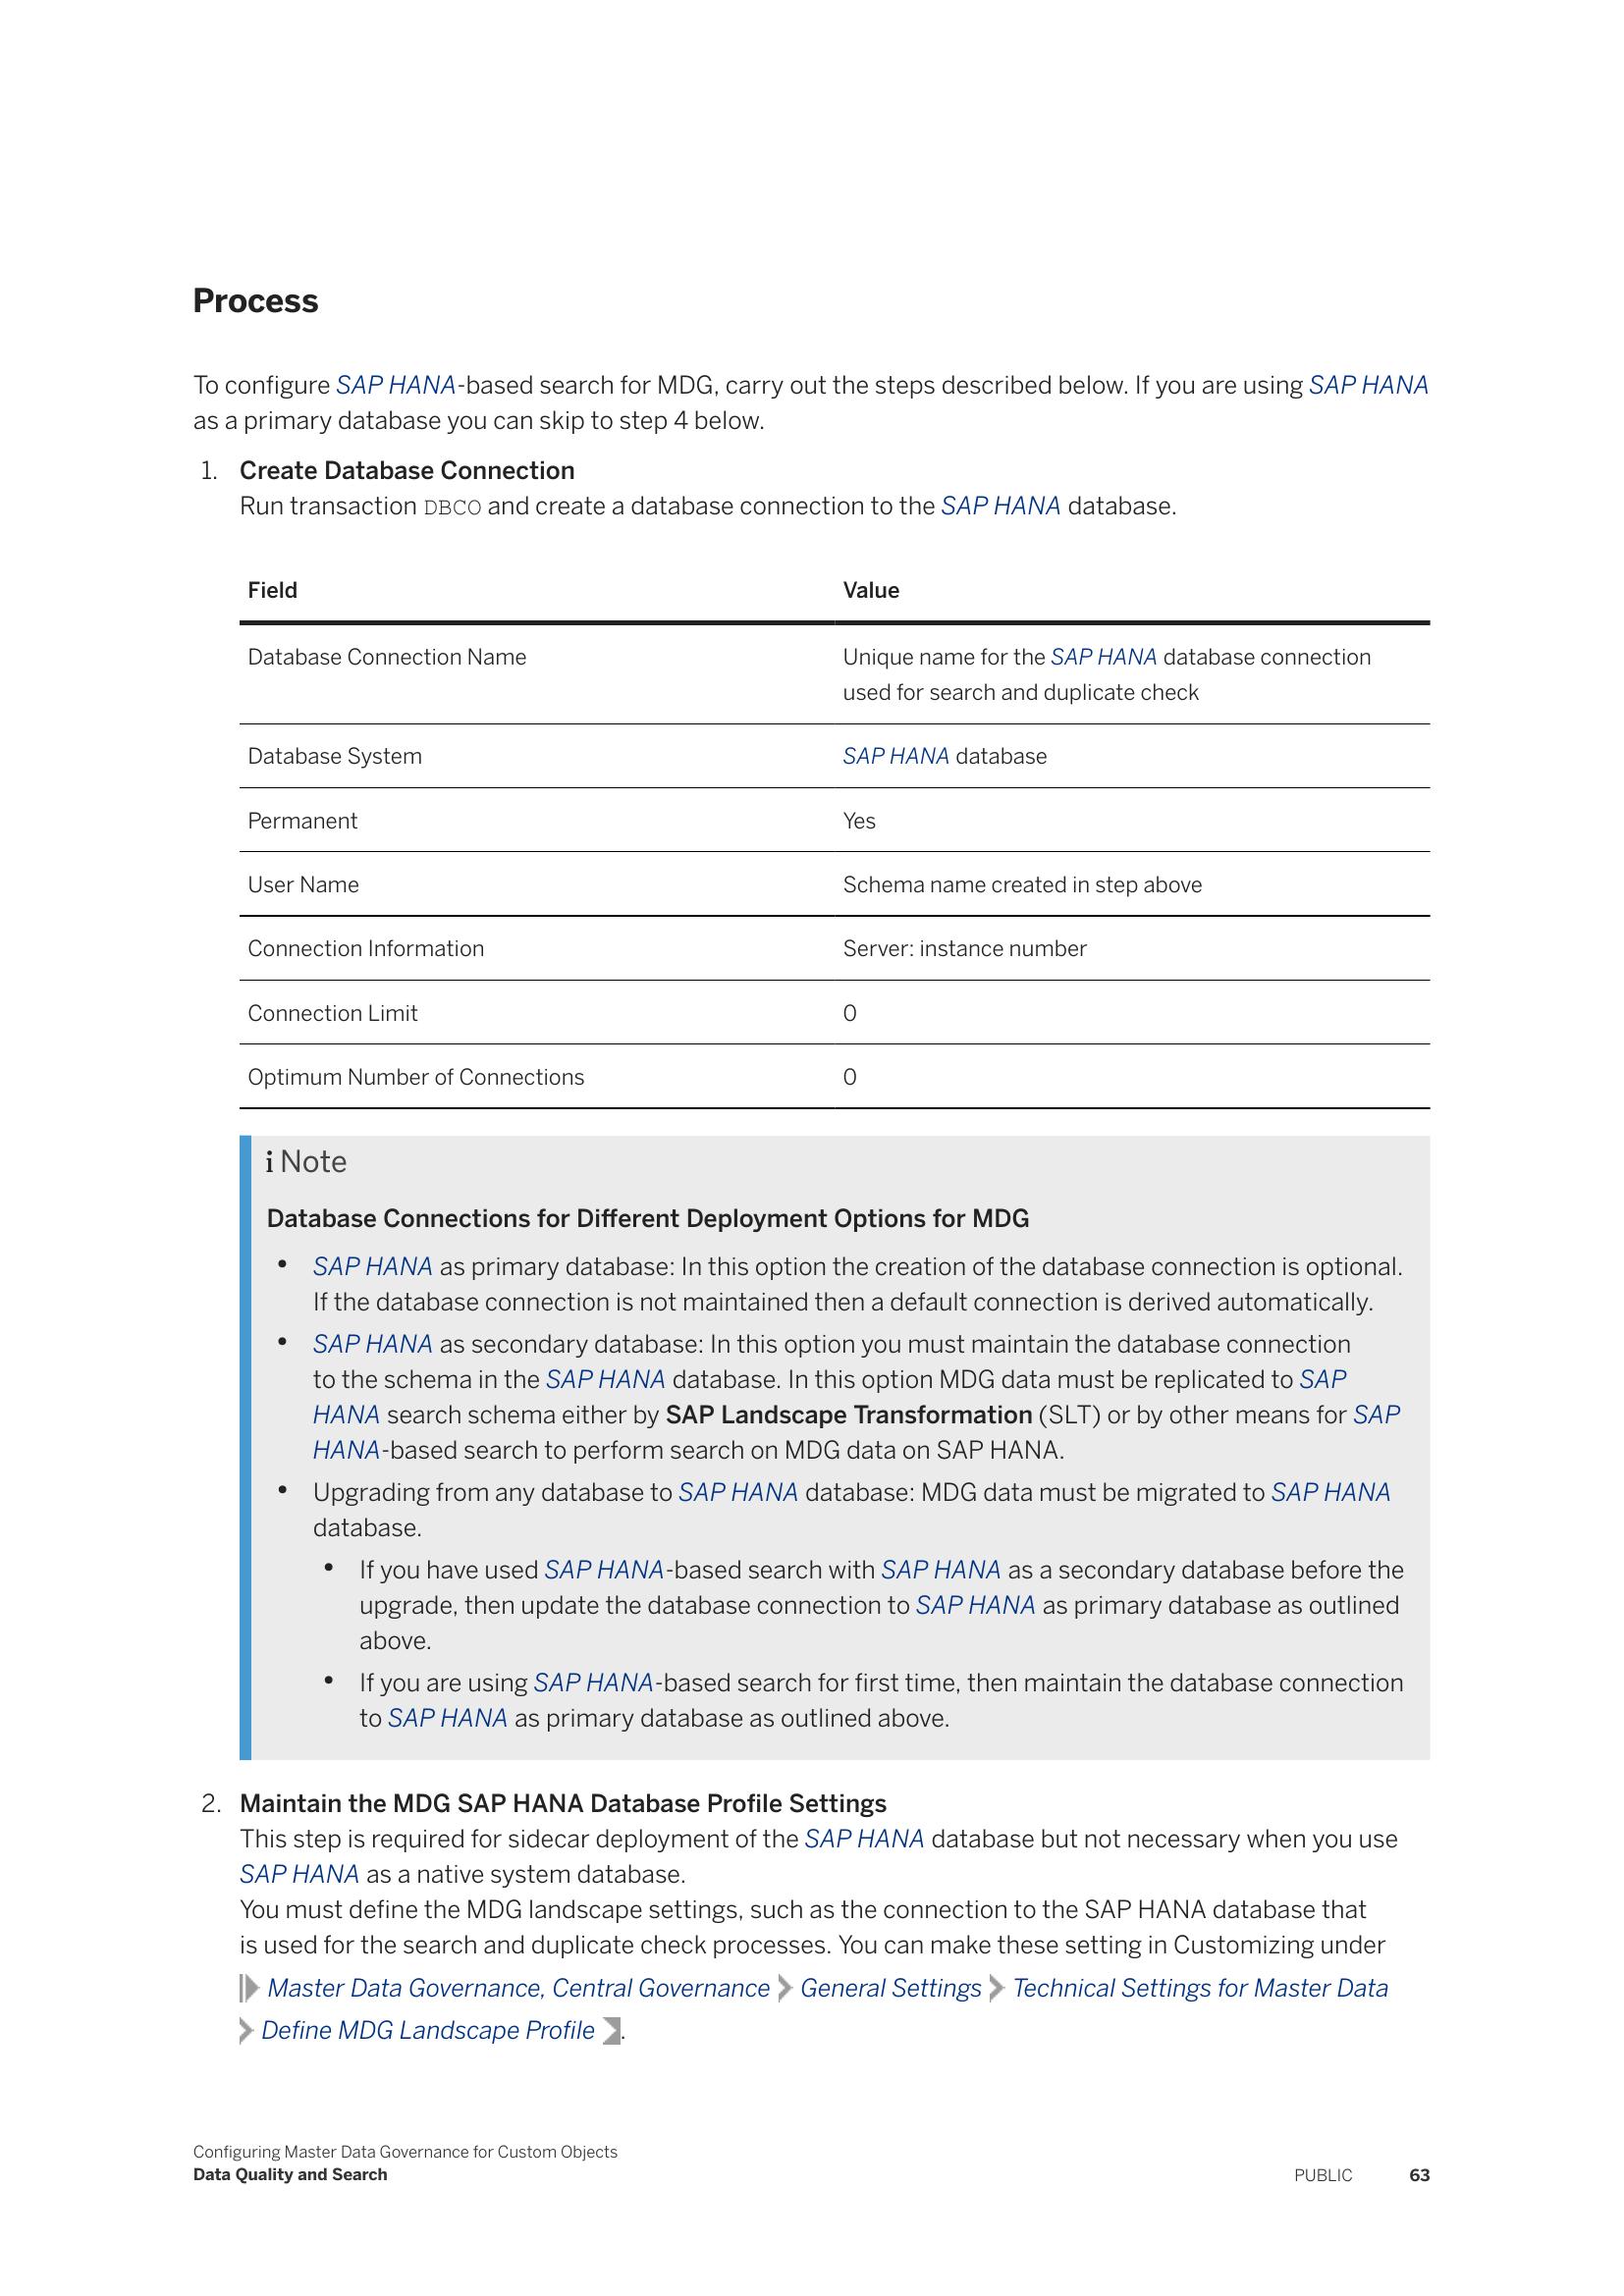 Process
To configure SAP HANA-based search for MDG, carry out the steps described below. If you are using SAP HANA
as a primary database you can skip to step 4 below.
1. Create Database Connection
Run transaction DBCO and create a database connection to the SAP HANA database.
Field Value
Database Connection Name Unique name for the SAP HANA database connection
used for search and duplicate check
Database System SAP HANA database
Permanent Yes
User Name Schema name created in step above
Connection Information Server: instance number
Connection Limit 0
Optimum Number of Connections 0
i Note
Database Connections for Different Deployment Options for MDG
• SAP HANA as primary database: In this option the creation of the database connection is optional.
If the database connection is not maintained then a default connection is derived automatically.
• SAP HANA as secondary database: In this option you must maintain the database connection
to the schema in the SAP HANA database. In this option MDG data must be replicated to SAP
HANA search schema either by SAP Landscape Transformation (SLT) or by other means for SAP
HANA-based search to perform search on MDG data on SAP HANA.
• Upgrading from any database to SAP HANA database: MDG data must be migrated to SAP HANA
database.
• If you have used SAP HANA-based search with SAP HANA as a secondary database before the
upgrade, then update the database connection to SAP HANA as primary database as outlined
above.
• If you are using SAP HANA-based search for first time, then maintain the database connection
to SAP HANA as primary database as outlined above.
2. Maintain the MDG SAP HANA Database Profile Settings
This step is required for sidecar deployment of the SAP HANA database but not necessary when you use
SAP HANA as a native system database.
You must define the MDG landscape settings, such as the connection to the SAP HANA database that
is used for the search and duplicate check processes. You can make these setting in Customizing under
Master Data Governance, Central Governance General Settings Technical Settings for Master Data
Define MDG Landscape Profile .
Configuring Master Data Governance for Custom Objects
Data Quality and Search PUBLIC 63